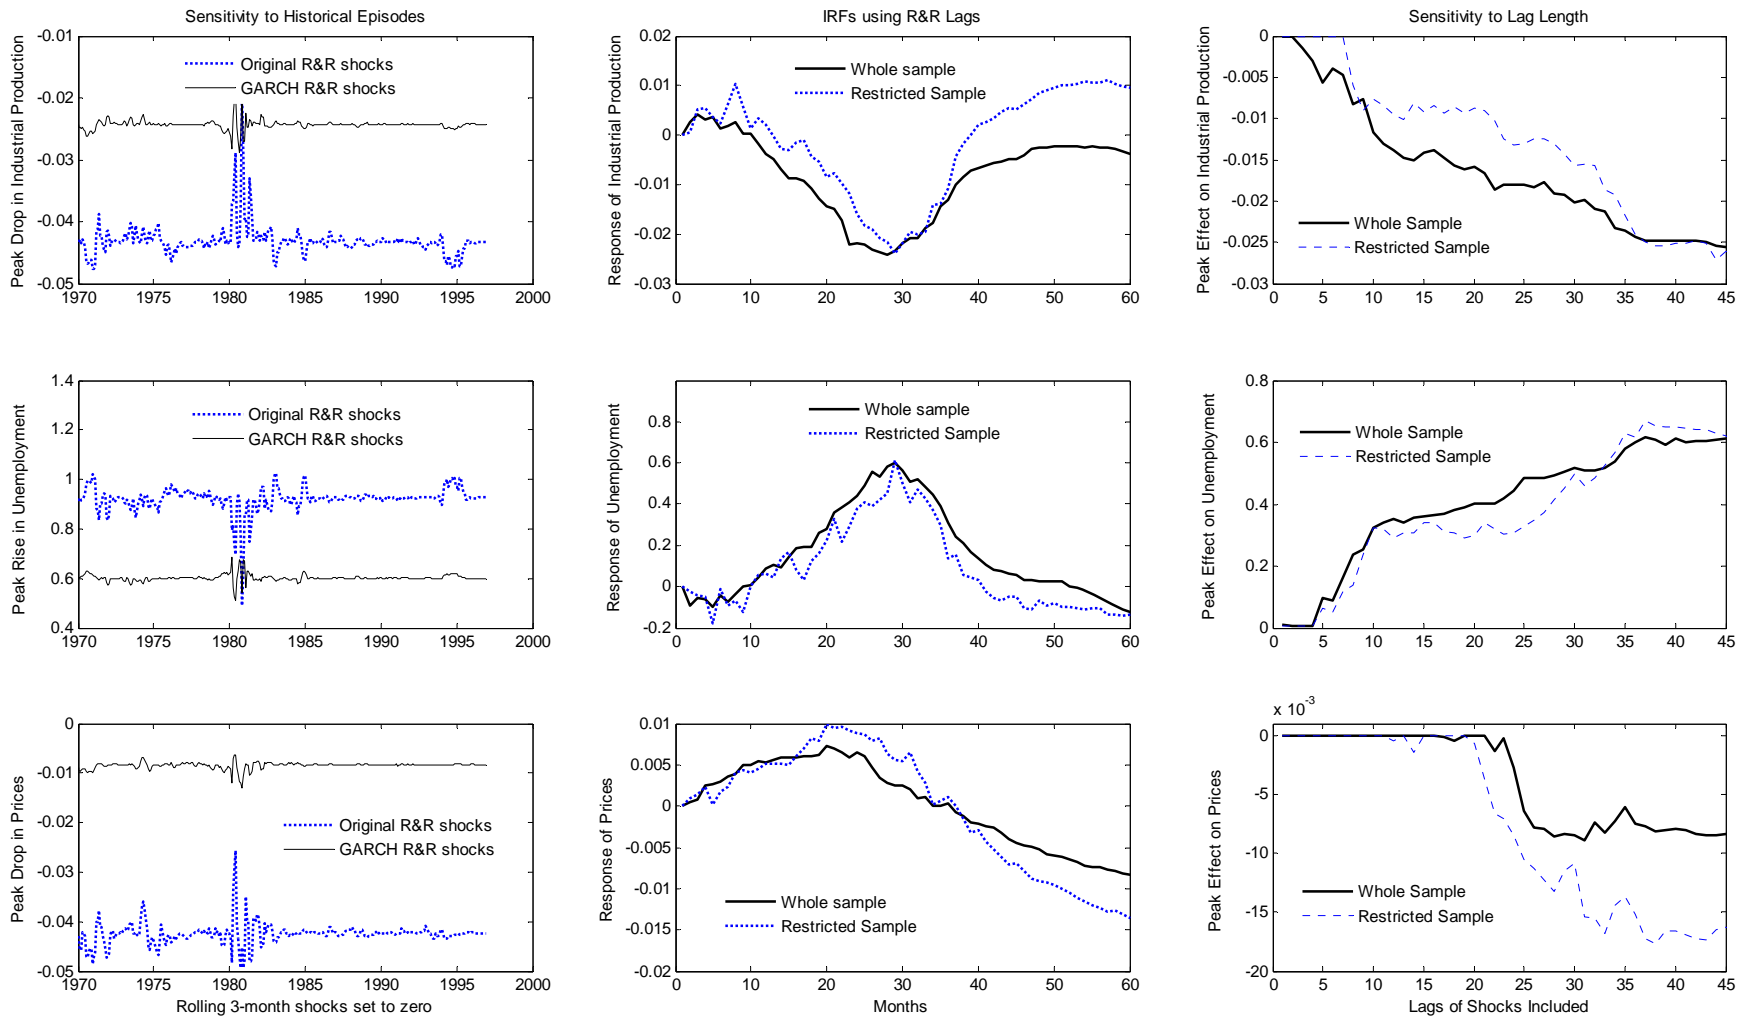 Sensitivity to Historical Episodes
Peak Drop in Industrial Production
-0.01
-0.02
-0.03
-0.04
-0.05
Original R&R shocks
GARCH R&R shocks
1970 1975 1980 1985 1990 1995 2000
IRFs using R&R Lags
Response of Industrial Production
0.02
0.01
0
-0.01
-0.02
-0.03
Whole sample
Restricted Sample
0 10 20 30 40 50 60
Sensitivity to Lag Length
Peak Effect on Industrial Production
0
-0.005
-0.01
-0.015
-0.02
-0.025
-0.03
Whole Sample
Restricted Sample
0 5 10 15 20 25 30 35 40 45
Peak Rise in Unemployment
1.4
1.2
1
0.8
0.6
0.4
Original R&R shocks
GARCH R&R shocks
1970 1975 1980 1985 1990 1995 2000
Response of Unemployment
0.8
0.6
0.4
0.2
0
-0.2
Whole sample
Restricted Sample
0 10 20 30 40 50 60
Peak Effect on Unemployment
0.8
0.6
0.4
0.2
0
Whole Sample
Restricted Sample
0 5 10 15 20 25 30 35 40 45
Peak Drop in Prices
0
-0.01
-0.02
-0.03
-0.04
-0.05
Original R&R shocks
GARCH R&R shocks
1970 1975 1980 1985 1990 1995 2000
Rolling 3-month shocks set to zero
Response of Prices
0.01
0.005
0
-0.005
-0.01
-0.015
-0.02
Whole sample
Restricted Sample
0 10 20 30 40 50 60
Months
x 10^-3
Peak Effect on Prices
0
-5
-10
-15
-20
Whole Sample
Restricted Sample
0 5 10 15 20 25 30 35 40 45
Lags of Shocks Included